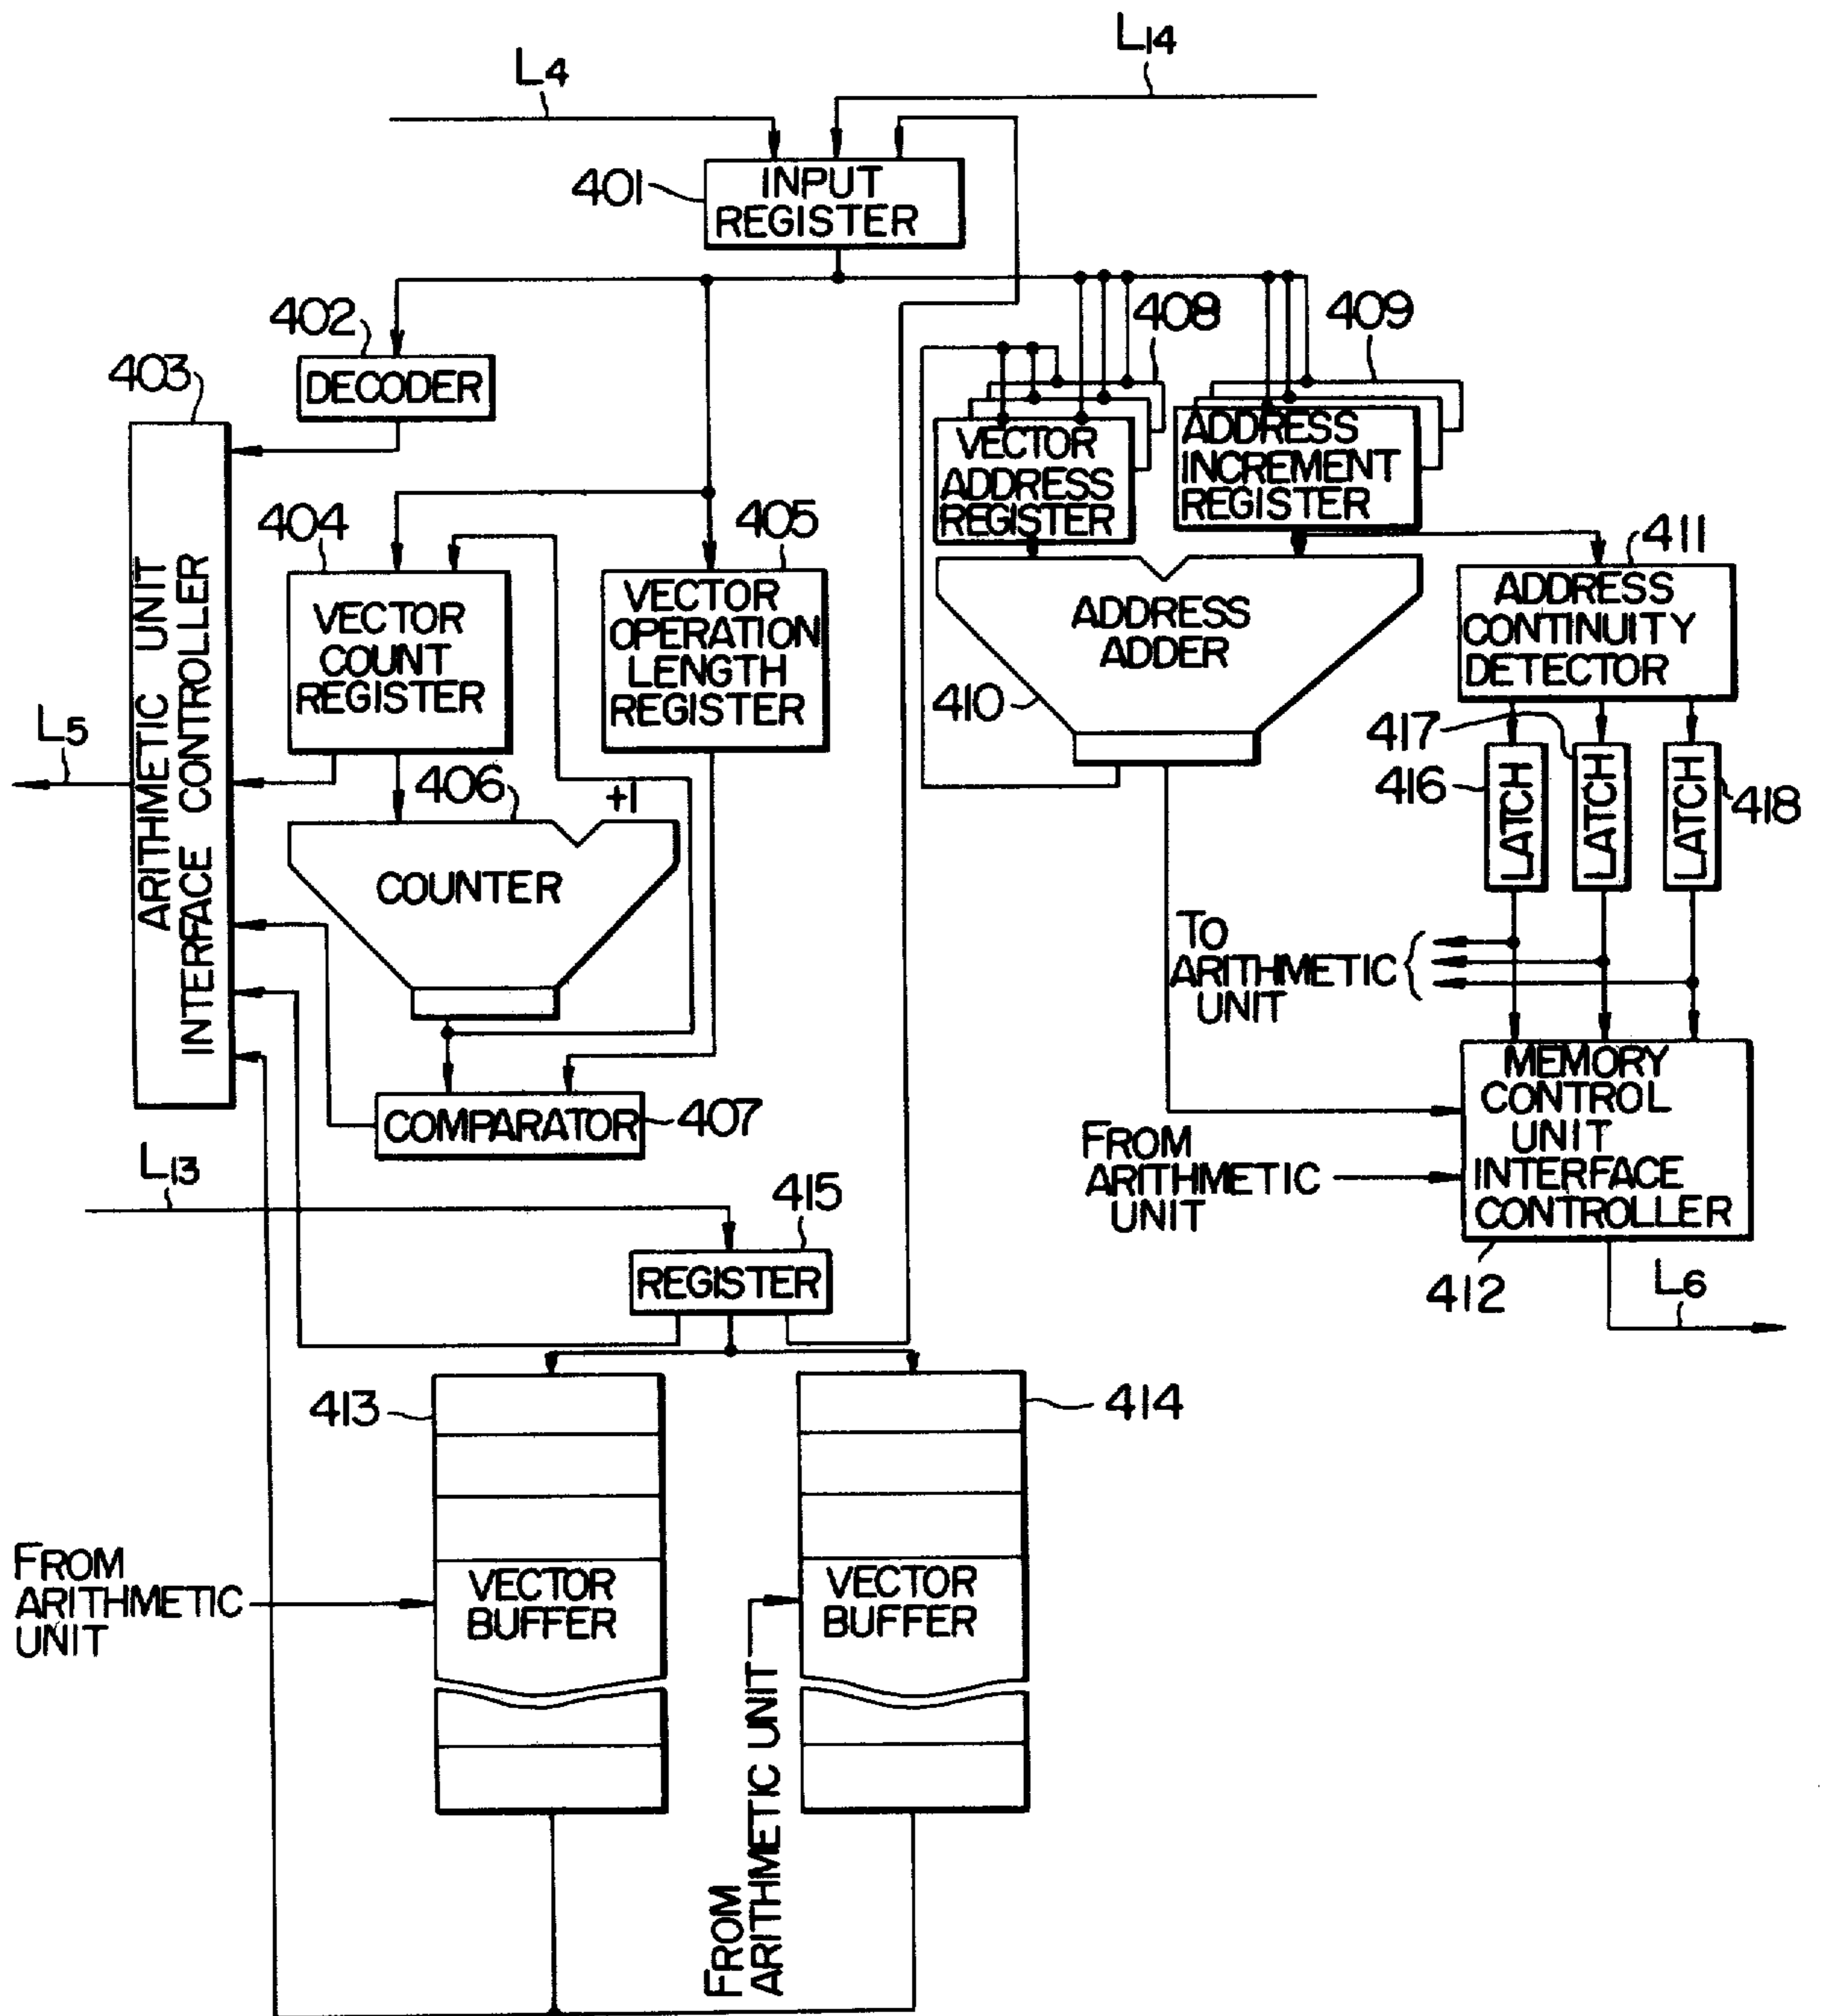 L4
L14
401
INPUT
REGISTER
402
DECODER
403
ARITHMETIC UNIT
INTERFACE CONTROLLER
L5
404
VECTOR
COUNT
REGISTER
405
VECTOR
OPERATION
LENGTH
REGISTER
406
+1
COUNTER
COMPARATOR
407
408
VECTOR
ADDRESS
REGISTER
409
ADDRESS
INCREMENT
REGISTER
ADDRESS
ADDER
410
411
ADDRESS
CONTINUITY
DETECTOR
417
416
418
LATCH
LATCH
LATCH
TO
ARITHMETIC
UNIT
MEMORY
CONTROL
UNIT
INTERFACE
CONTROLLER
FROM
ARITHMETIC
UNIT
412
L6
L13
415
REGISTER
413
414
FROM
ARITHMETIC
UNIT
VECTOR
BUFFER
VECTOR
BUFFER
FROM
ARITHMETIC UNIT